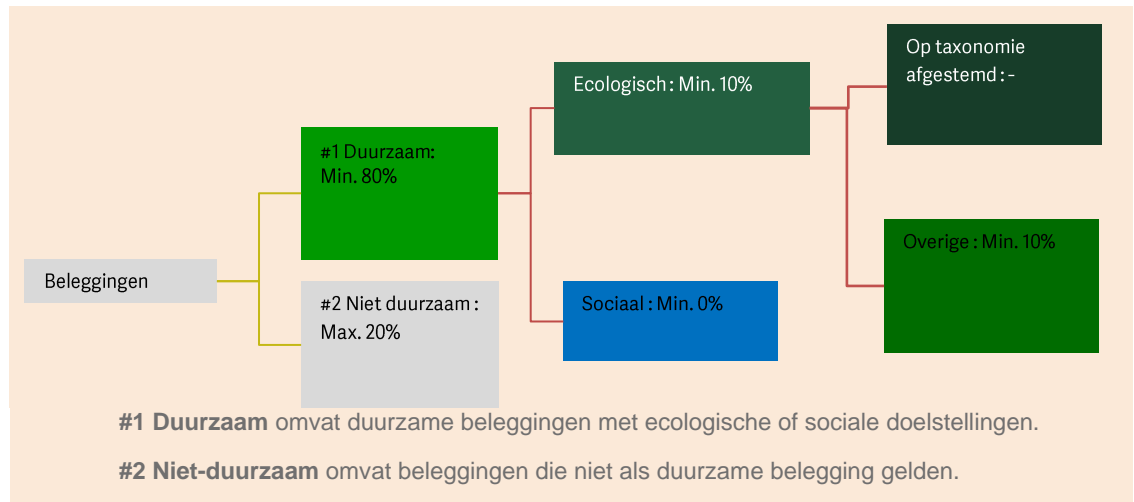 Beleggingen
#1 Duurzaam:
Min. 80%
#2 Niet duurzaam :
Max. 20%
Ecologisch : Min. 10%
Sociaal : Min. 0%
Op taxonomie
afgestemd : -
Overige : Min. 10%
#1 Duurzaam omvat duurzame beleggingen met ecologische of sociale doelstellingen.
#2 Niet-duurzaam omvat beleggingen die niet als duurzame belegging gelden.